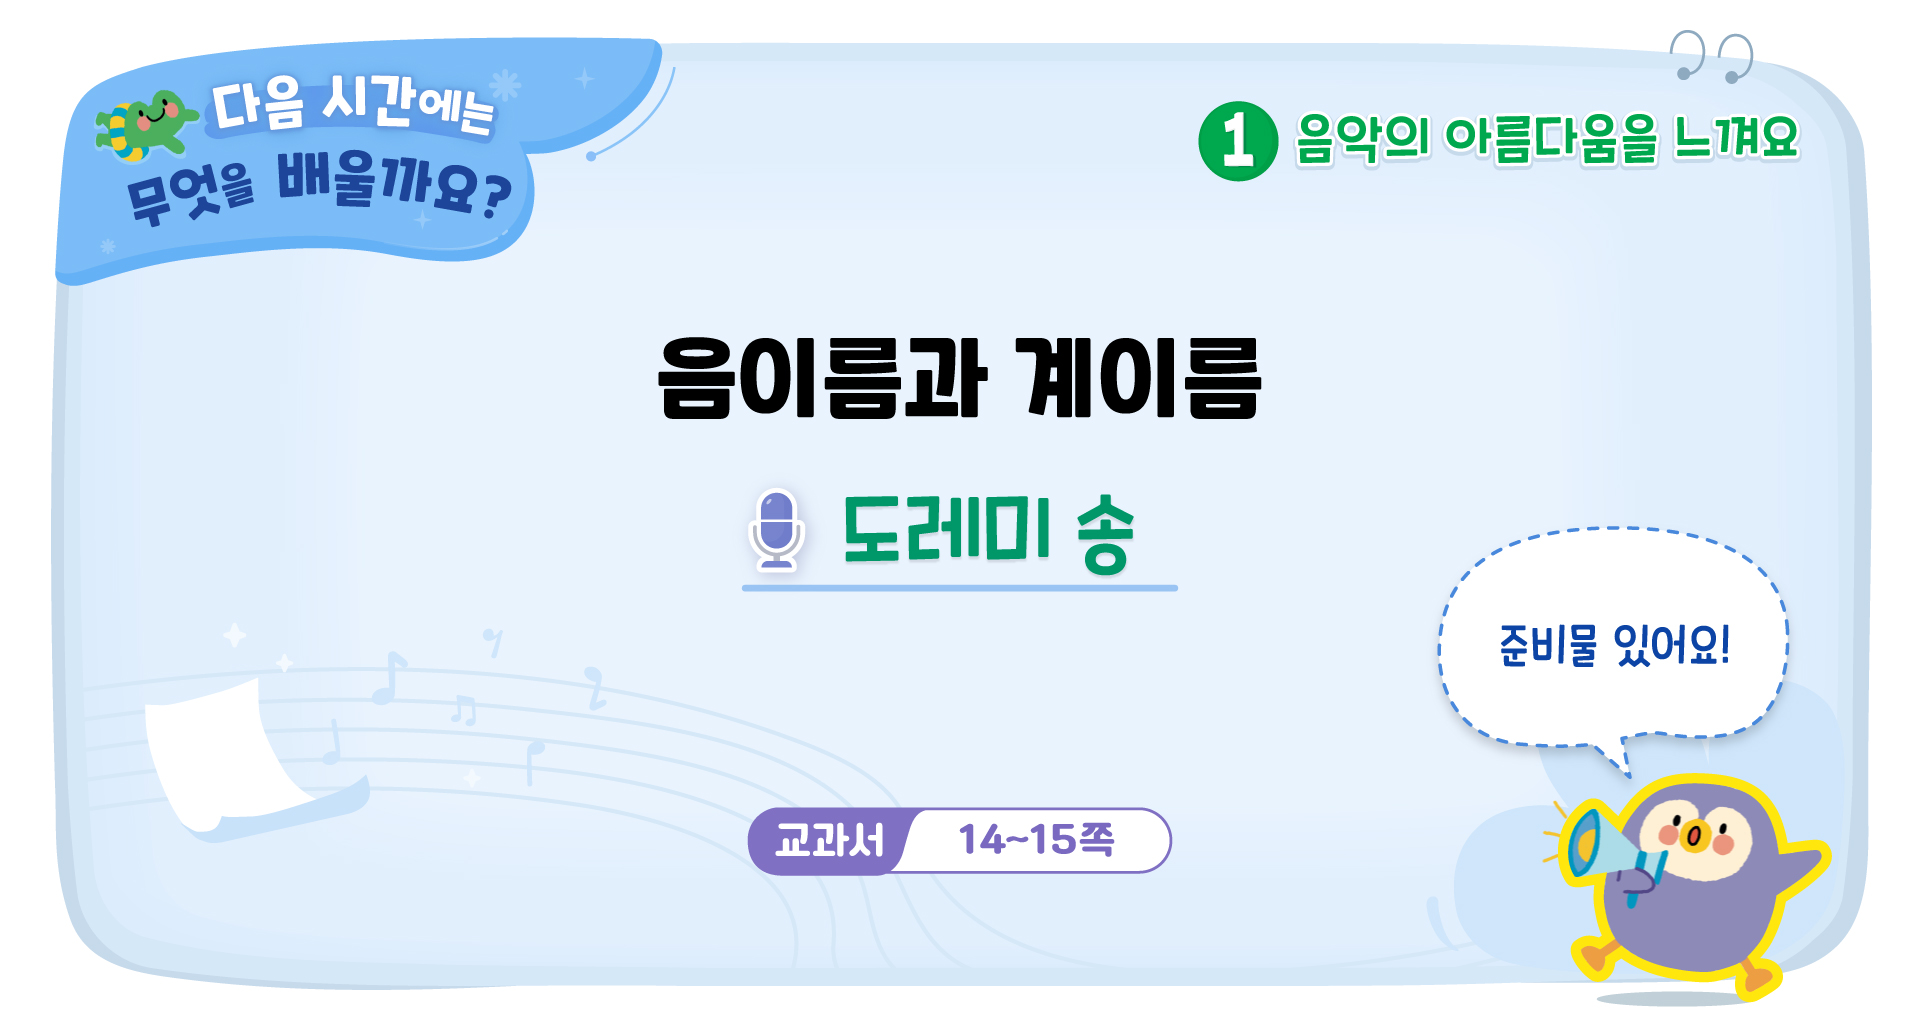 다음 시간에는
무엇을 배울까요?
1 음악의 아름다움을 느껴요
음이름과 계이름
도레미 송
준비물 있어요!
교과서 14~15쪽